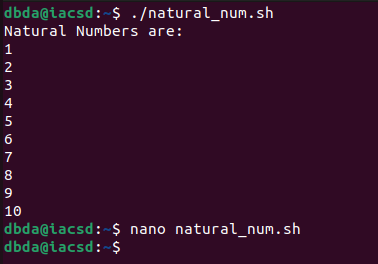 dbda@iacsd:~$ ./natural_num.sh
Natural Numbers are:
1
2
3
4
5
6
7
8
9
10
dbda@iacsd:~$ nano natural_num.sh
dbda@iacsd:~$